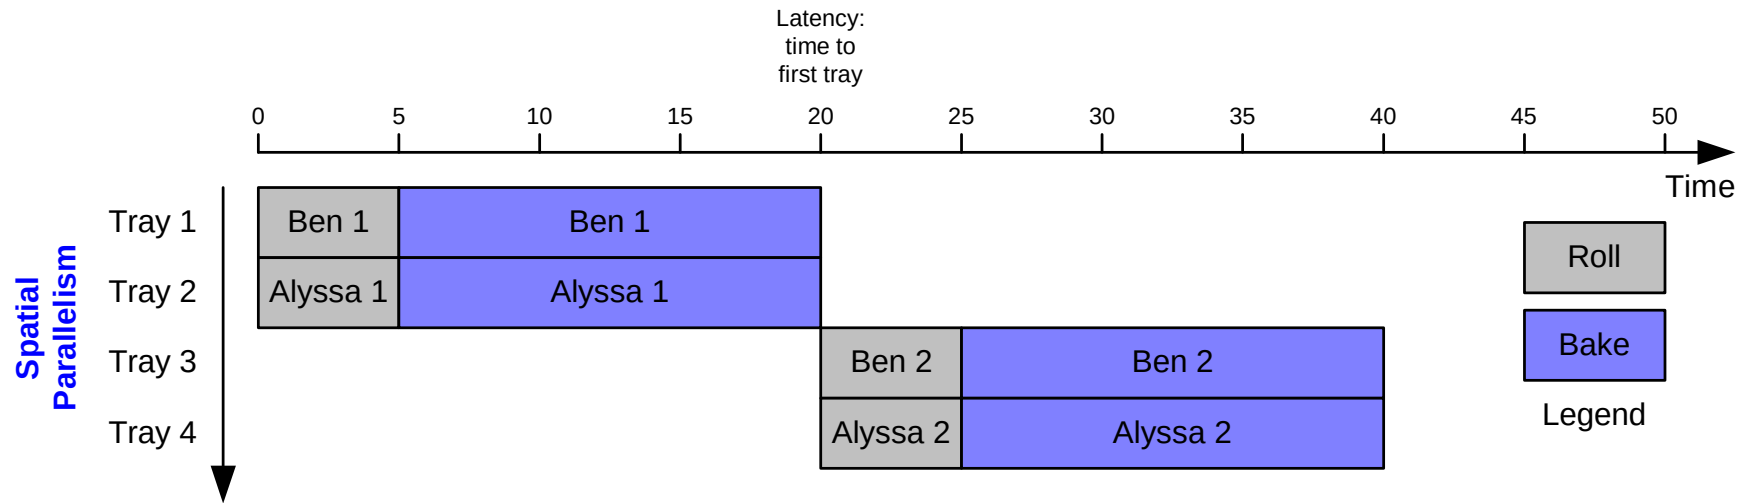 Latency:
time to
first tray
0 5 10 15 20 25 30 35 40 45 50
Time
Spatial
Parallelism
Tray 1 Ben 1 Ben 1
Tray 2 Alyssa 1 Alyssa 1
Tray 3 Ben 2 Ben 2
Tray 4 Alyssa 2 Alyssa 2
Roll
Bake
Legend